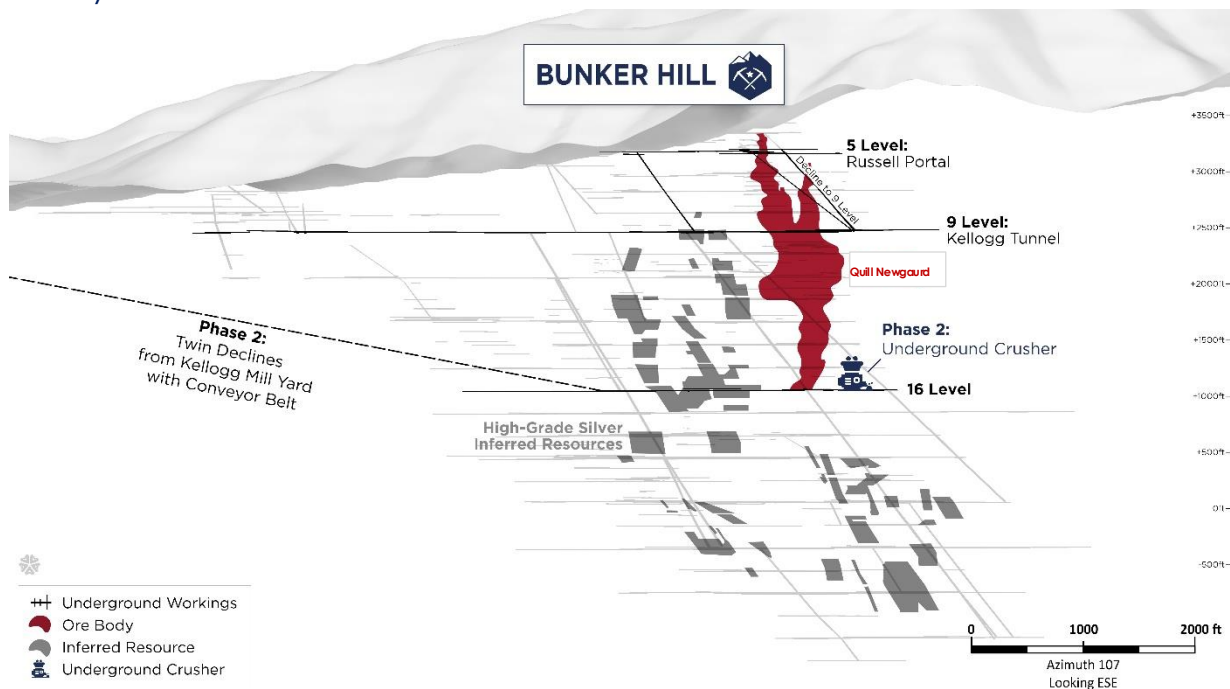 BUNKER HILL
+3500ft
5 Level:
Russell Portal
+3000ft
Decline to 9 Level
9 Level:
Kellogg Tunnel
+2500ft
Quill Newgaurd
+2000ft
Phase 2:
Twin Declines
from Kellogg Mill Yard
with Conveyor Belt
Phase 2:
Underground Crusher
+1500ft
16 Level
+1000ft
High-Grade Silver
Inferred Resources
+500ft
0ft
-500ft
Underground Workings
Ore Body
Inferred Resource
Underground Crusher
0 1000 2000 ft
Azimuth 107
Looking ESE